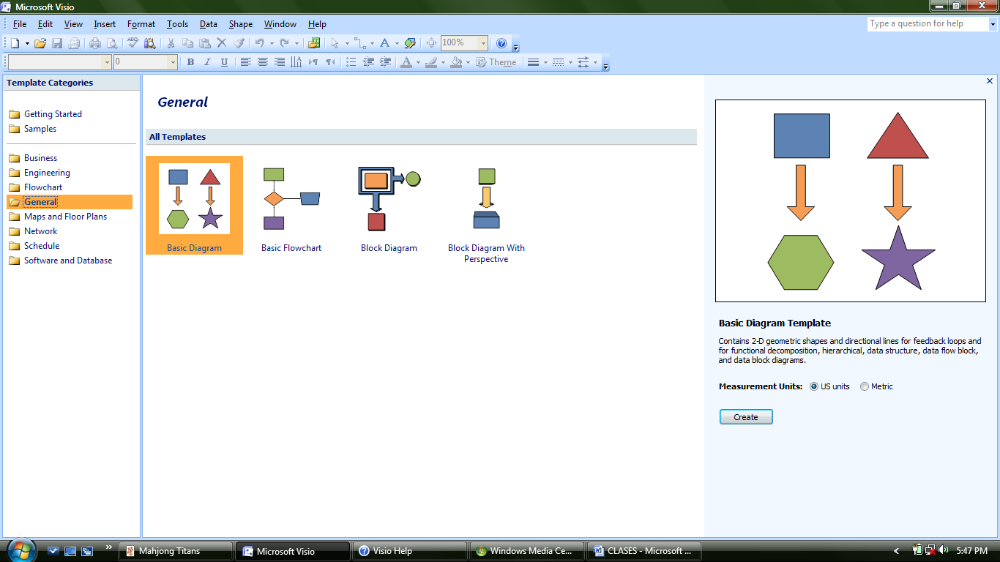 Microsoft Visio
File Edit View Insert Format Tools Data Shape Window Help
Type a question for help
100%
0
B I U
Theme
Template Categories
Getting Started
Samples
Business
Engineering
Flowchart
General
Maps and Floor Plans
Network
Schedule
Software and Database
General
All Templates
Basic Diagram
Basic Flowchart
Block Diagram
Block Diagram With
Perspective
Basic Diagram Template
Contains 2-D geometric shapes and directional lines for feedback loops and
for functional decomposition, hierarchical, data structure, data flow block,
and data block diagrams.
Measurement Units: US units Metric
Create
Mahjong Titans
Microsoft Visio
Visio Help
Windows Media Ce...
CLASES - Microsoft ...
5:47 PM